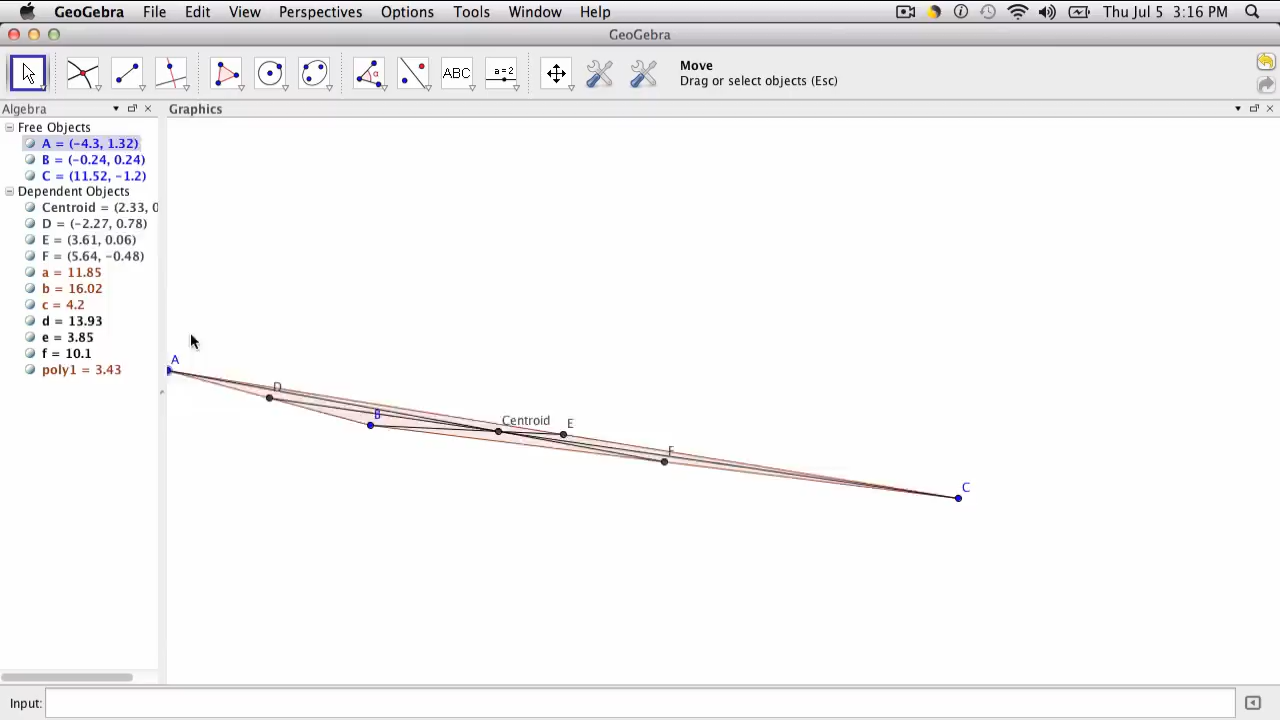 GeoGebra File Edit View Perspectives Options Tools Window Help Thu Jul 5 3:16 PM
GeoGebra
ABC
a=2
α
Move
Drag or select objects (Esc)
Algebra
Graphics
Free Objects
A = (-4.3, 1.32)
B = (-0.24, 0.24)
C = (11.52, -1.2)
Dependent Objects
Centroid = (2.33, 0
D = (-2.27, 0.78)
E = (3.61, 0.06)
F = (5.64, -0.48)
a = 11.85
b = 16.02
c = 4.2
d = 13.93
e = 3.85
f = 10.1
poly1 = 3.43
A
D
B
Centroid
E
F
C
Input: